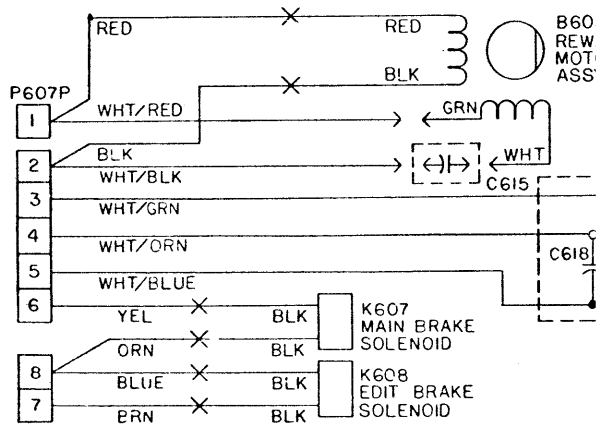 RED RED B60
REW
MOT
ASS
BLK
P607P
1 WHT/RED GRN
2 BLK WHT
WHT/BLK C615
3 WHT/GRN
4 WHT/ORN C618
5 WHT/BLUE
6 YEL BLK K607
MAIN BRAKE
SOLENOID
ORN BLK
8 BLUE BLK K608
EDIT BRAKE
SOLENOID
7 BRN BLK